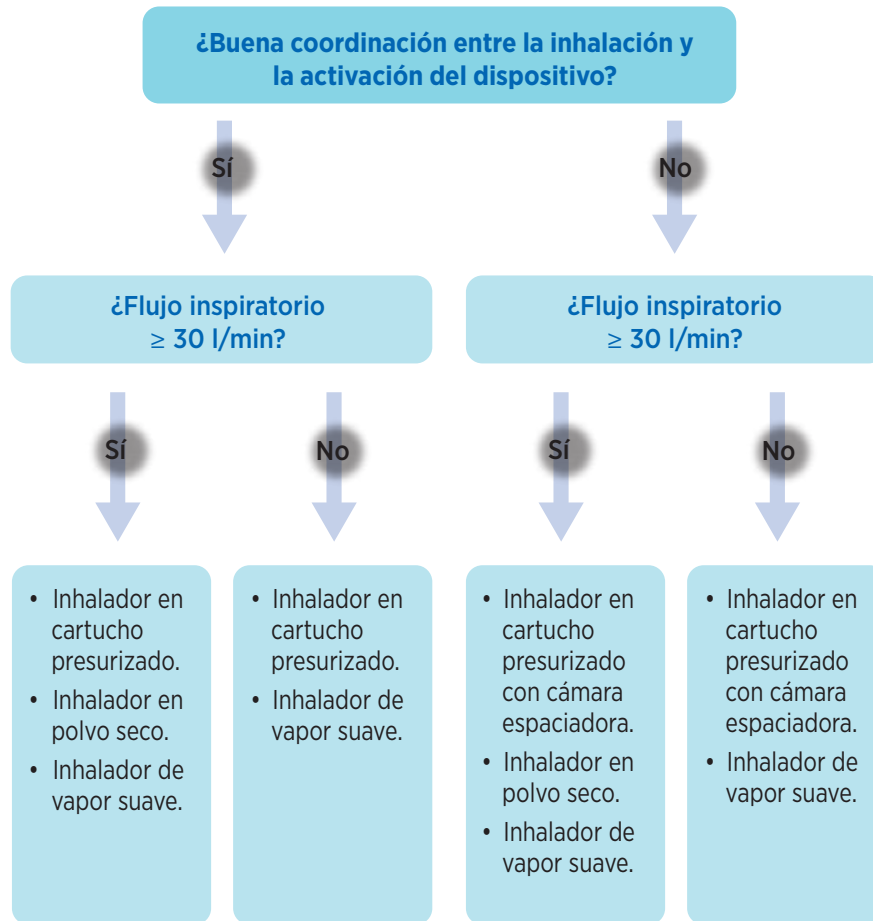 ¿Buena coordinación entre la inhalación y
la activación del dispositivo?
Sí
No
¿Flujo inspiratorio
≥ 30 l/min?
¿Flujo inspiratorio
≥ 30 l/min?
Sí
No
Sí
No
• Inhalador en
cartucho
presurizado.
• Inhalador en
polvo seco.
• Inhalador de
vapor suave.
• Inhalador en
cartucho
presurizado.
• Inhalador de
vapor suave.
• Inhalador en
cartucho
presurizado
con cámara
espaciadora.
• Inhalador en
polvo seco.
• Inhalador de
vapor suave.
• Inhalador en
cartucho
presurizado
con cámara
espaciadora.
• Inhalador de
vapor suave.